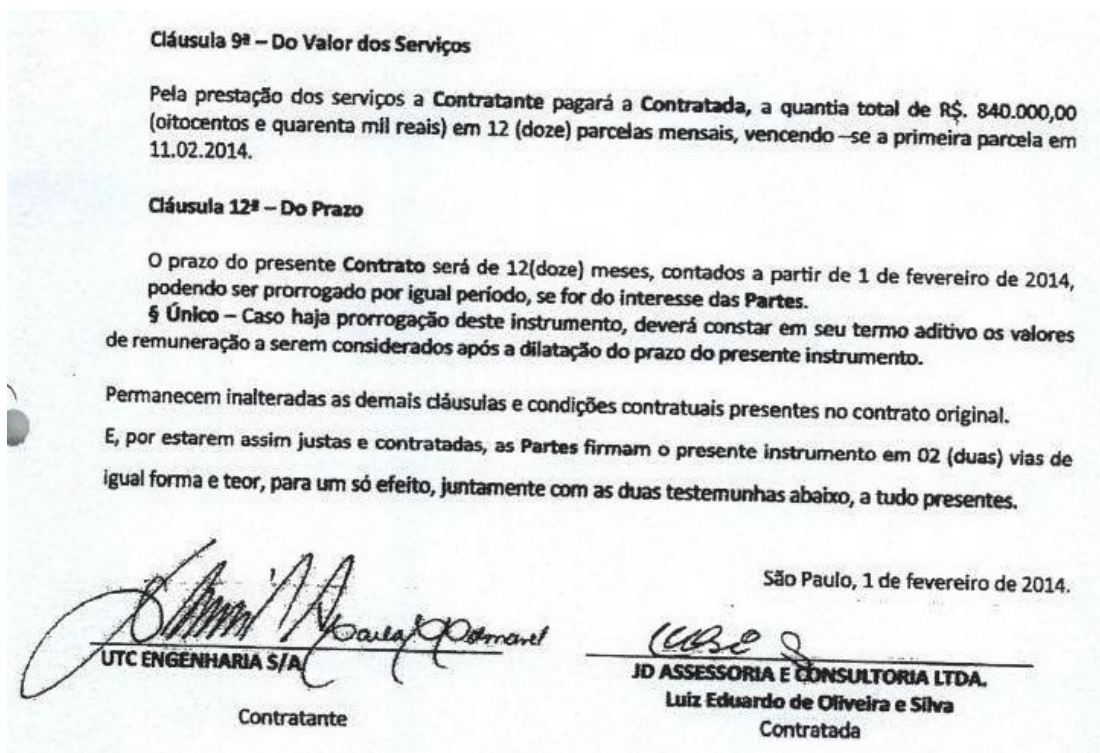 Cláusula 9ª – Do Valor dos Serviços
Pela prestação dos serviços a Contratante pagará a Contratada, a quantia total de R$. 840.000,00
(oitocentos e quarenta mil reais) em 12 (doze) parcelas mensais, vencendo –se a primeira parcela em
11.02.2014.
Cláusula 12ª – Do Prazo
O prazo do presente Contrato será de 12(doze) meses, contados a partir de 1 de fevereiro de 2014,
podendo ser prorrogado por igual período, se for do interesse das Partes.
§ Único – Caso haja prorrogação deste instrumento, deverá constar em seu termo aditivo os valores
de remuneração a serem considerados após a dilatação do prazo do presente instrumento.
Permanecem inalteradas as demais cláusulas e condições contratuais presentes no contrato original.
E, por estarem assim justas e contratadas, as Partes firmam o presente instrumento em 02 (duas) vias de
igual forma e teor, para um só efeito, juntamente com as duas testemunhas abaixo, a tudo presentes.
São Paulo, 1 de fevereiro de 2014.
UTC ENGENHARIA S/A
Contratante
JD ASSESSORIA E CONSULTORIA LTDA.
Luiz Eduardo de Oliveira e Silva
Contratada